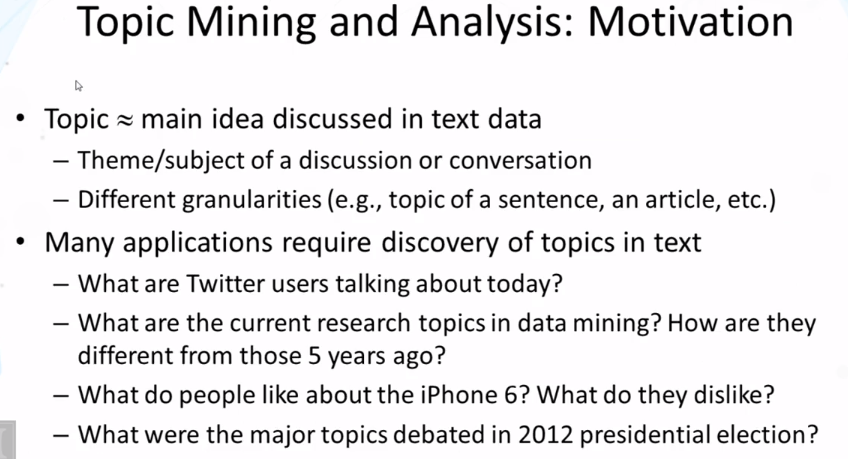 Topic Mining and Analysis: Motivation
• Topic ≈ main idea discussed in text data
– Theme/subject of a discussion or conversation
– Different granularities (e.g., topic of a sentence, an article, etc.)
• Many applications require discovery of topics in text
– What are Twitter users talking about today?
– What are the current research topics in data mining? How are they
different from those 5 years ago?
– What do people like about the iPhone 6? What do they dislike?
– What were the major topics debated in 2012 presidential election?